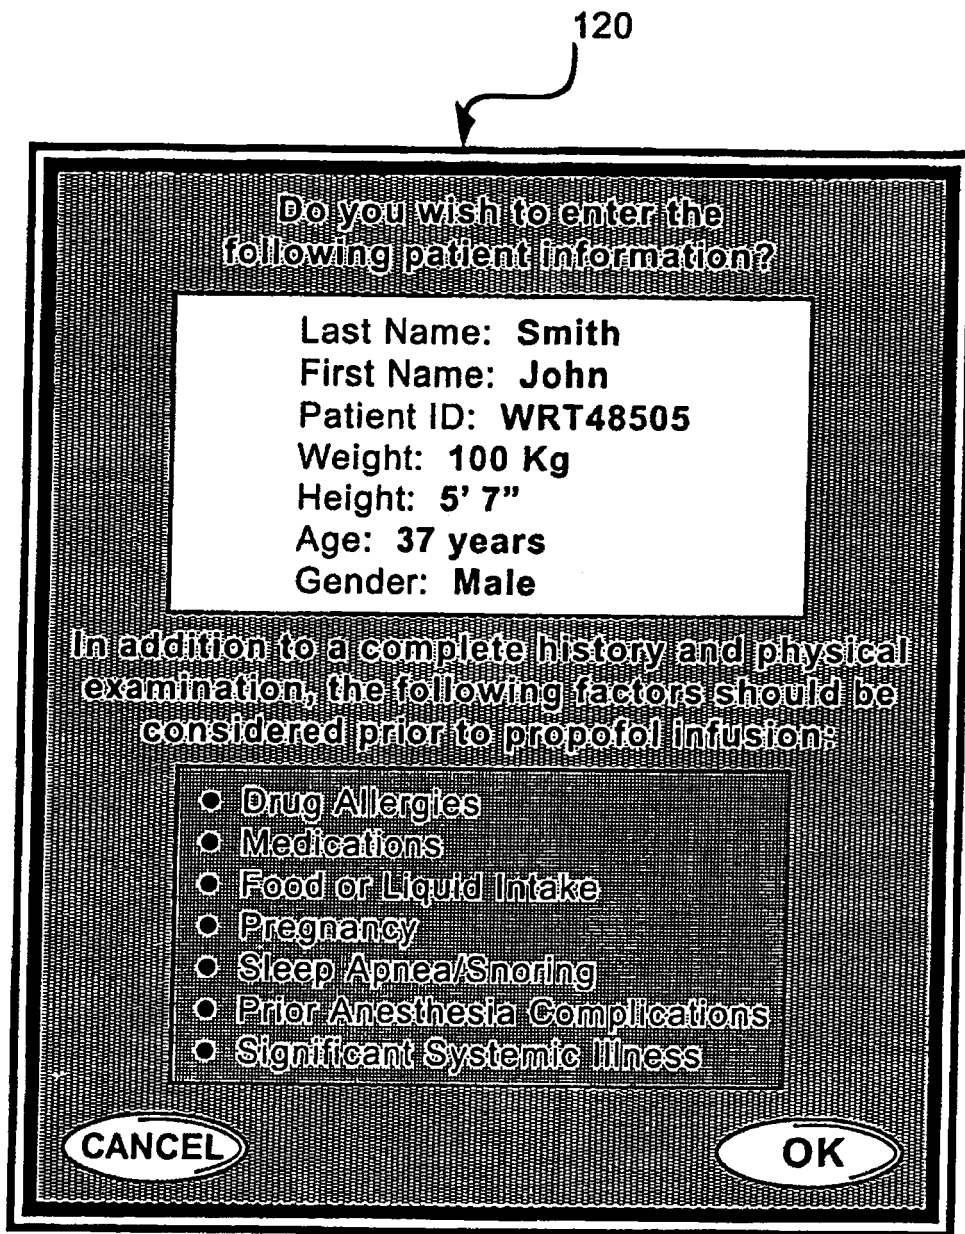 120
Do you wish to enter the
following patient information?
Last Name: Smith
First Name: John
Patient ID: WRT48505
Weight: 100 Kg
Height: 5' 7”
Age: 37 years
Gender: Male
In addition to a complete history and physical
examination, the following factors should be
considered prior to propofol infusion:
• Drug Allergies
• Medications
• Food or Liquid Intake
• Pregnancy
• Sleep Apnea/Snoring
• Prior Anesthesia Complications
• Significant Systemic Illness
CANCEL
OK